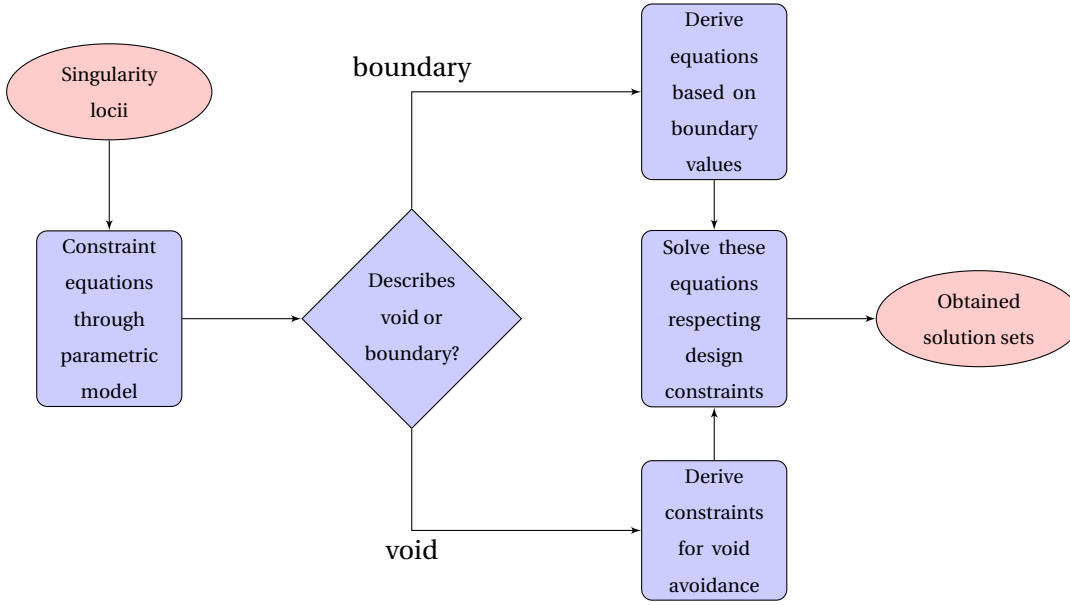 Singularity
locii
Constraint
equations
through
parametric
model
Describes
void or
boundary?
boundary
Derive
equations
based on
boundary
values
void
Derive
constraints
for void
avoidance
Solve these
equations
respecting
design
constraints
Obtained
solution sets